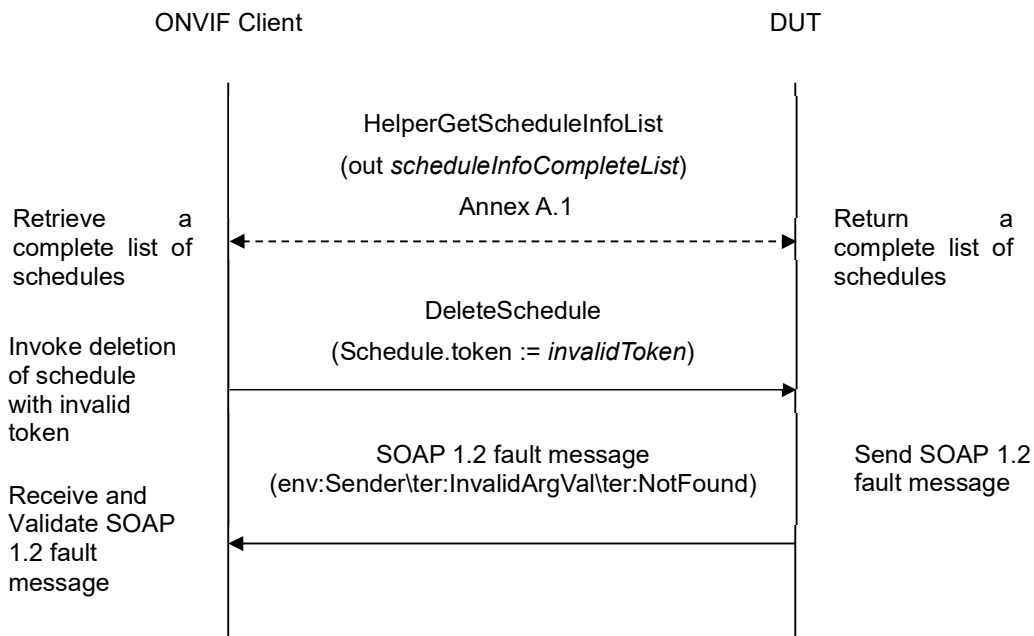 ONVIF Client
DUT
HelperGetScheduleInfoList
(out scheduleInfoCompleteList)
Annex A.1
Retrieve a
complete list of
schedules
Return a
complete list of
schedules
DeleteSchedule
(Schedule.token := invalidToken)
Invoke deletion
of schedule
with invalid
token
SOAP 1.2 fault message
(env:Sender\ter:InvalidArgVal\ter:NotFound)
Send SOAP 1.2
fault message
Receive and
Validate SOAP
1.2 fault
message